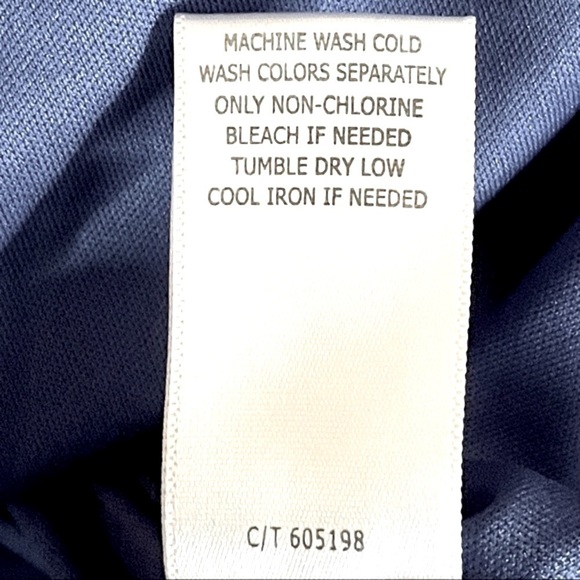 MACHINE WASH COLD
WASH COLORS SEPARATELY
ONLY NON-CHLORINE
BLEACH IF NEEDED
TUMBLE DRY LOW
COOL IRON IF NEEDED
C/T 605198